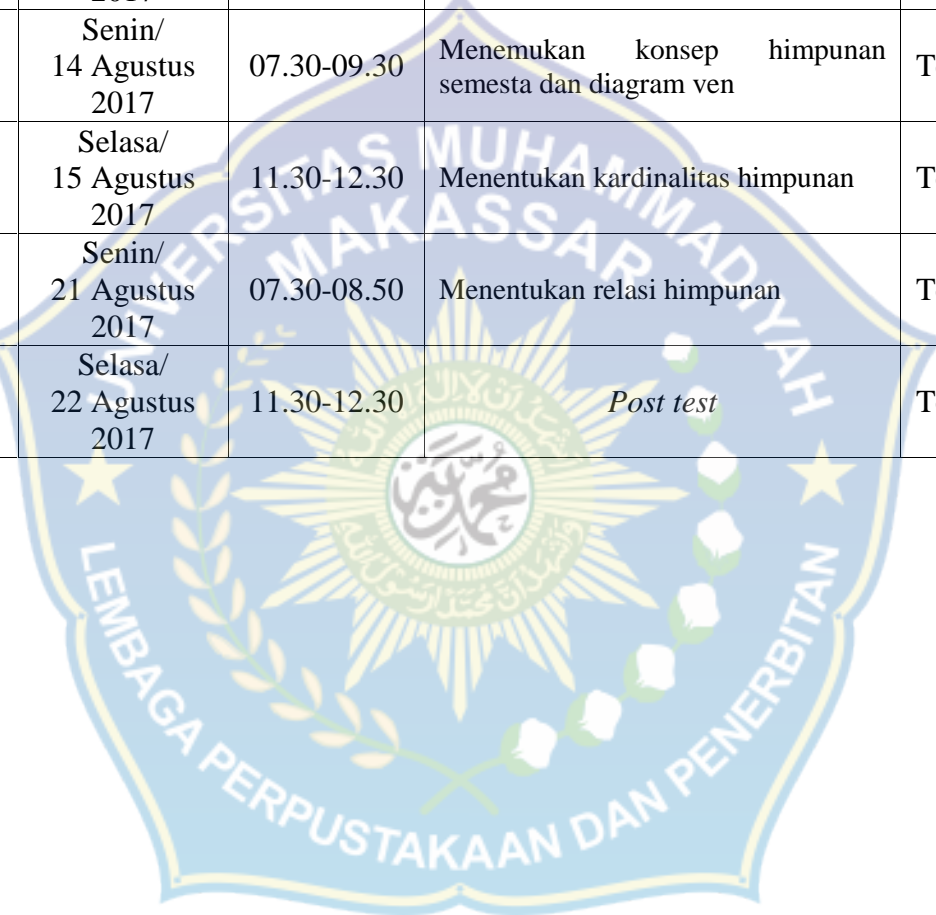 2017
Senin/
14 Agustus
2017
07.30-09.30
Menemukan konsep himpunan
semesta dan diagram ven
T
Selasa/
15 Agustus
2017
11.30-12.30
Menentukan kardinalitas himpunan
T
Senin/
21 Agustus
2017
07.30-08.50
Menentukan relasi himpunan
T
Selasa/
22 Agustus
2017
11.30-12.30
Post test
T
UNIVERSITAS MUHAMMADIYAH
MAKASSAR
LEMBAGA PERPUSTAKAAN DAN PENERBITAN